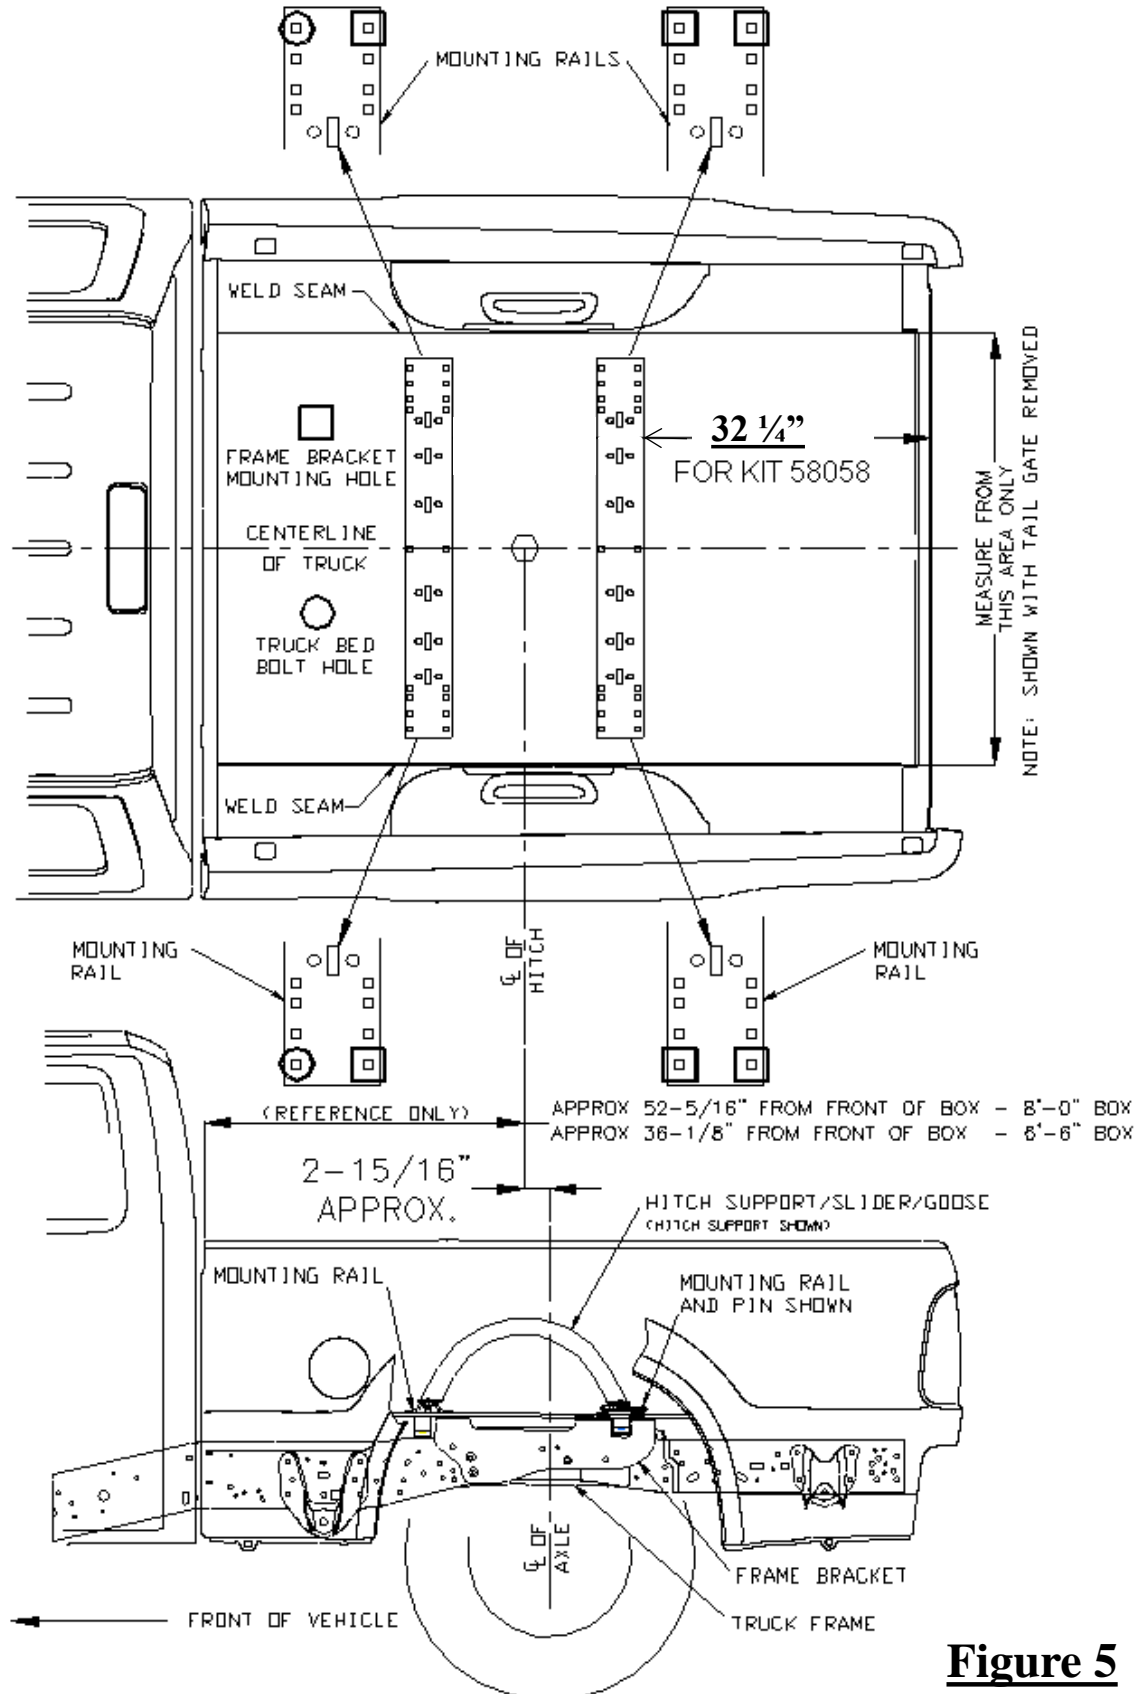 MOUNTING RAILS
WELD SEAM
32 ¼”
FOR KIT 58058
FRAME BRACKET
MOUNTING HOLE
CENTERLINE
OF TRUCK
TRUCK BED
BOLT HOLE
MEASURE FROM
THIS AREA ONLY
NOTE: SHOWN WITH TAIL GATE REMOVED
WELD SEAM
MOUNTING
RAIL
℄ OF
HITCH
MOUNTING
RAIL
(REFERENCE ONLY)
APPROX 52-5/16" FROM FRONT OF BOX - 8'-0" BOX
APPROX 36-1/8" FROM FRONT OF BOX - 6'-6" BOX
2-15/16"
APPROX.
HITCH SUPPORT/SLIDER/GOOSE
(HITCH SUPPORT SHOWN)
MOUNTING RAIL
MOUNTING RAIL
AND PIN SHOWN
℄ OF
AXLE
FRAME BRACKET
TRUCK FRAME
FRONT OF VEHICLE
Figure 5